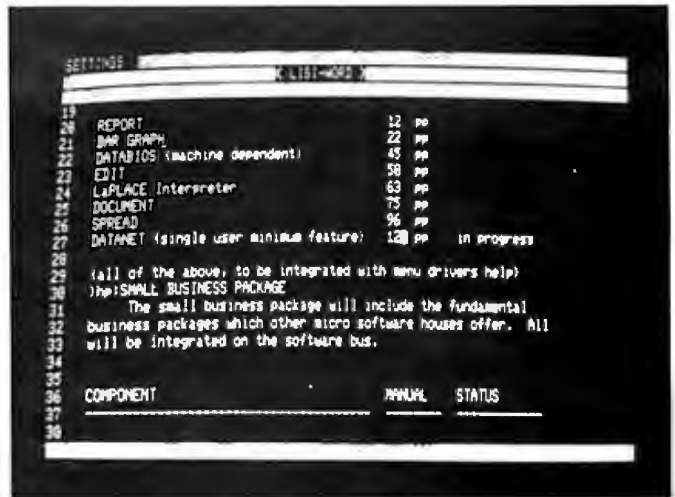 SETTINGS
19
20 REPORT 12 pp
21 BAR GRAPH 22 pp
22 DATABIOS (machine dependent) 45 pp
23 EDIT 58 pp
24 LaPLACE Interpreter 63 pp
25 DOCUMENT 75 pp
26 SPREAD 96 pp
27 DATANET (single user minimum feature) 12 pp in progress
28
29 (all of the above, to be integrated with menu drivers help)
30 )hp:SMALL BUSINESS PACKAGE
31 The small business package will include the fundamental
32 business packages which other micro software houses offer. All
33 will be integrated on the software bus.
34
35
36 COMPONENT MANUAL STATUS
37
38